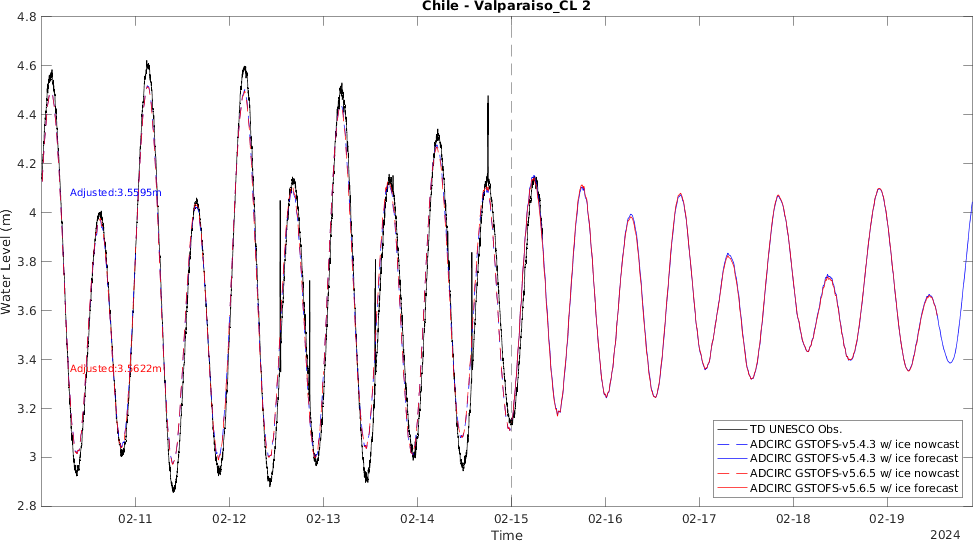 Chile - Valparaiso_CL 2
4.8
4.6
4.4
4.2
4
3.8
3.6
3.4
3.2
3
2.8
Water Level (m)
Adjusted:3.5595m
Adjusted:3.5622m
TD UNESCO Obs.
ADCIRC GSTOFS-v5.4.3 w/ ice nowcast
ADCIRC GSTOFS-v5.4.3 w/ ice forecast
ADCIRC GSTOFS-v5.6.5 w/ ice nowcast
ADCIRC GSTOFS-v5.6.5 w/ ice forecast
02-11 02-12 02-13 02-14 02-15 02-16 02-17 02-18 02-19
Time
2024